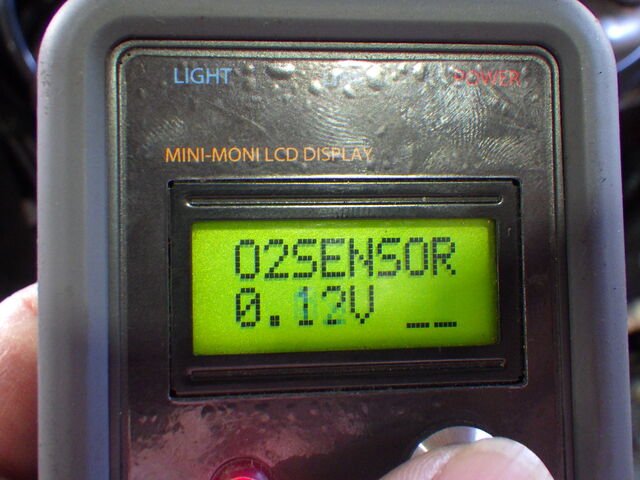 LIGHT POWER
MINI-MONI LCD DISPLAY
O2SENSOR
0.12V __